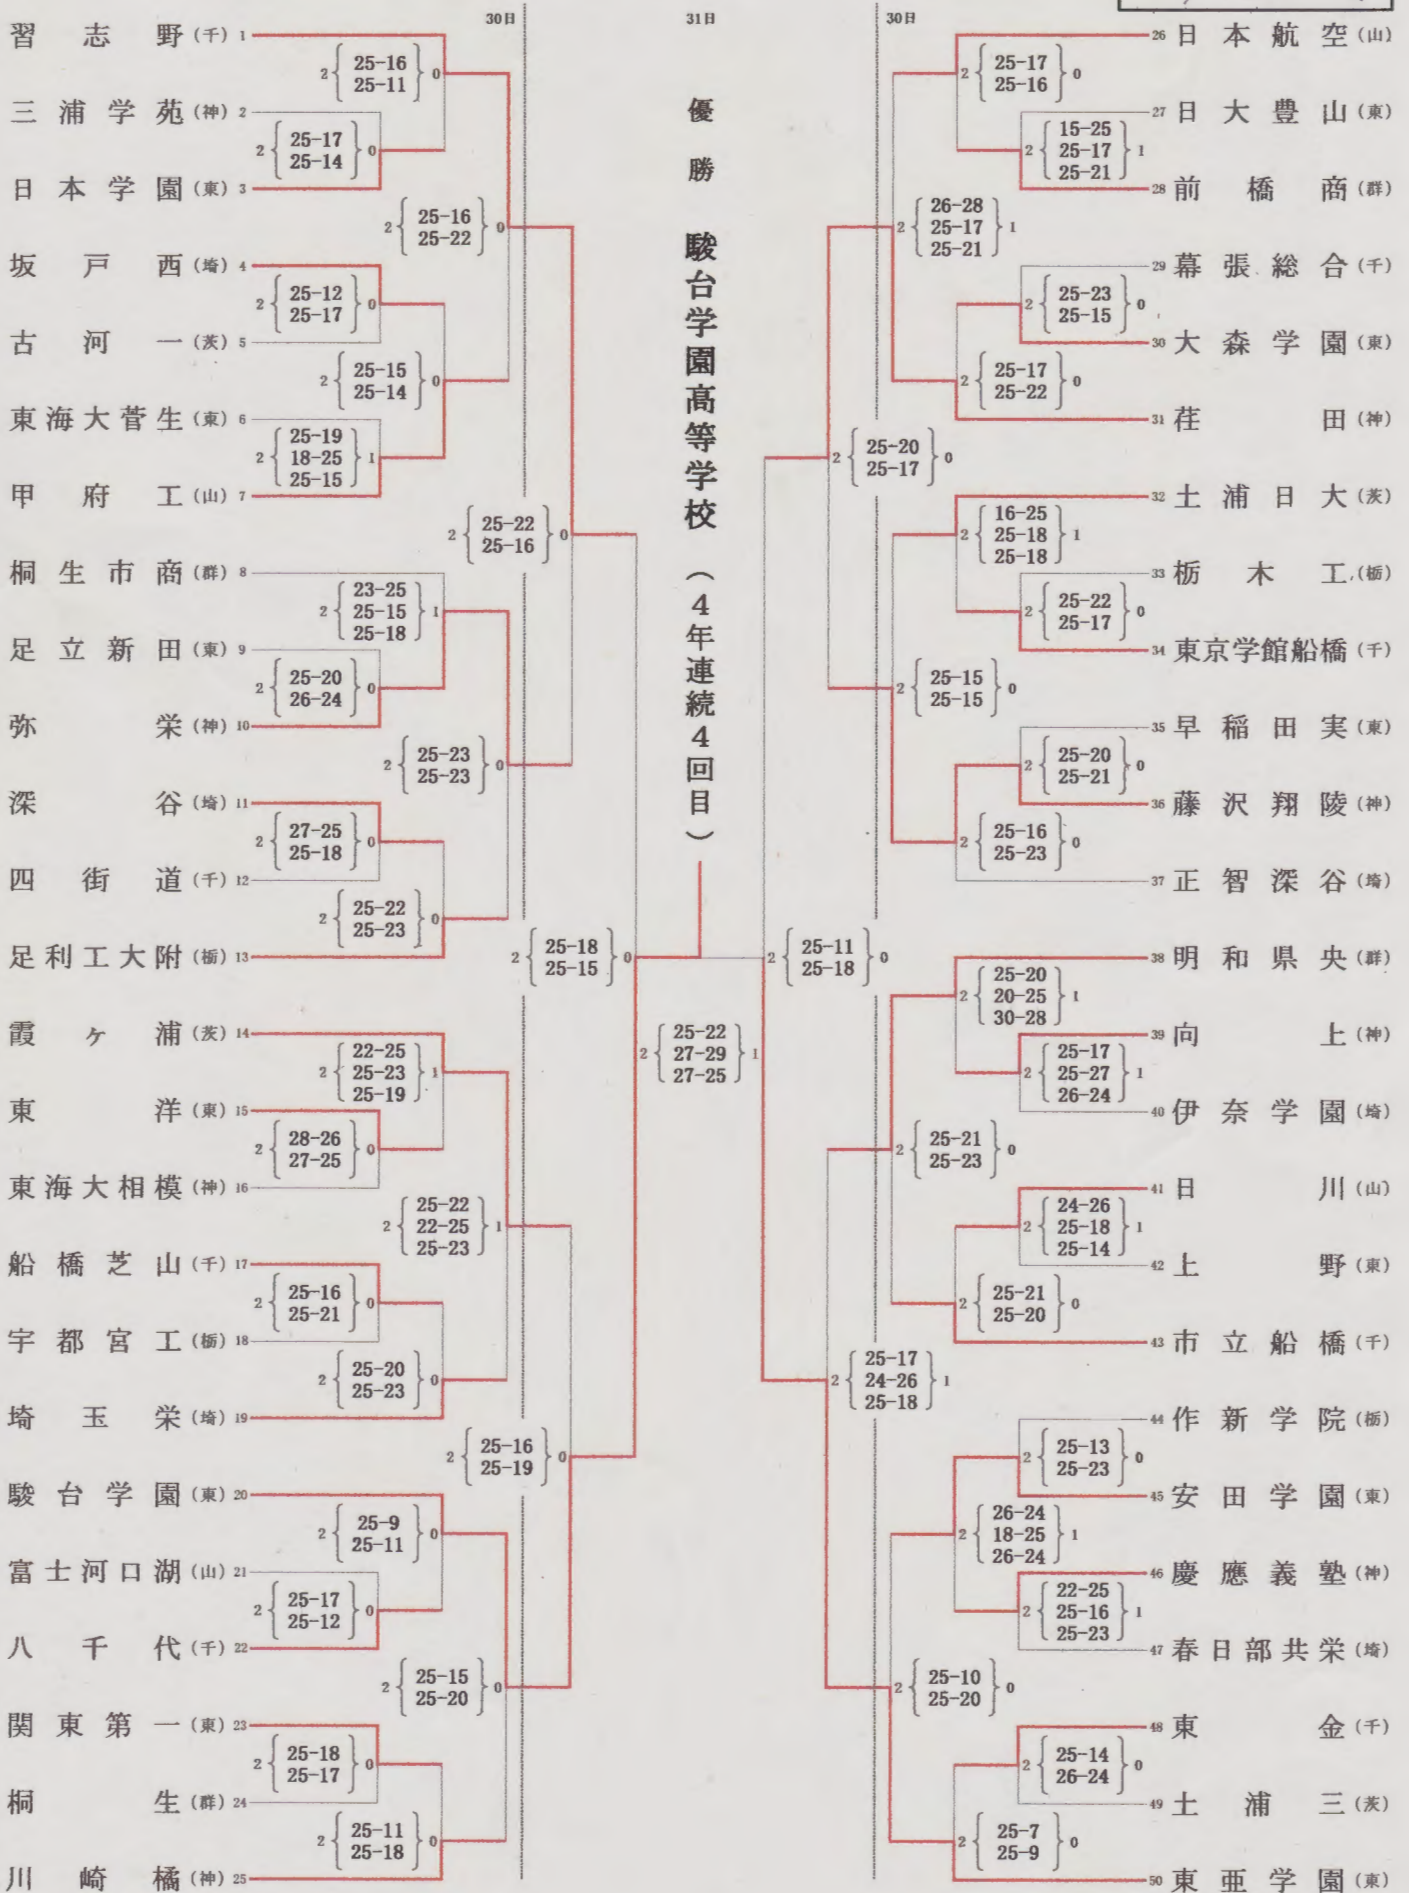 30日
31日
30日
習志野(千) 1
2 25-16 0
25-11
三浦学苑(神) 2
2 25-17 0
25-14
日本学園(東) 3
2 25-16 0
25-22
坂戸西(埼) 4
2 25-12 0
25-17
古河一(茨) 5
2 25-15 0
25-14
東海大菅生(東) 6
2 25-19 1
18-25
25-15
甲府工(山) 7
2 25-22 0
25-16
桐生市商(群) 8
2 23-25 1
25-15
25-18
足立新田(東) 9
2 25-20 0
26-24
弥栄(神) 10
2 25-23 0
25-23
深谷(埼) 11
2 27-25 0
25-18
四街道(千) 12
2 25-22 0
25-23
足利工大附(栃) 13
2 25-18 0
25-15
霞ヶ浦(茨) 14
2 22-25 1
25-23
25-19
東洋(東) 15
2 28-26 0
27-25
東海大相模(神) 16
2 25-22 1
22-25
25-23
船橋芝山(千) 17
2 25-16 0
25-21
宇都宮工(栃) 18
2 25-20 0
25-23
埼玉栄(埼) 19
2 25-16 0
25-19
駿台学園(東) 20
2 25-9 0
25-11
富士河口湖(山) 21
2 25-17 0
25-12
八千代(千) 22
2 25-15 0
25-20
関東第一(東) 23
2 25-18 0
25-17
桐生(群) 24
2 25-11 0
25-18
川崎橘(神) 25
優勝 駿台学園高等学校 (4年連続4回目)
2 25-22 1
27-29
27-25
26 日本航空(山)
2 25-17 0
25-16
27 日大豊山(東)
2 15-25 1
25-17
25-21
28 前橋商(群)
2 26-28 1
25-17
25-21
29 幕張総合(千)
2 25-23 0
25-15
30 大森学園(東)
2 25-17 0
25-22
31 荏田(神)
2 25-20 0
25-17
32 土浦日大(茨)
2 16-25 1
25-18
25-18
33 栃木工(栃)
2 25-22 0
25-17
34 東京学館船橋(千)
2 25-15 0
25-15
35 早稲田実(東)
2 25-20 0
25-21
36 藤沢翔陵(神)
2 25-16 0
25-23
37 正智深谷(埼)
2 25-11 0
25-18
38 明和県央(群)
2 25-20 1
20-25
30-28
39 向上(神)
2 25-17 1
25-27
26-24
40 伊奈学園(埼)
2 25-21 0
25-23
41 日川(山)
2 24-26 1
25-18
25-14
42 上野(東)
2 25-21 0
25-20
43 市立船橋(千)
2 25-17 1
24-26
25-18
44 作新学院(栃)
2 25-13 0
25-23
45 安田学園(東)
2 26-24 1
18-25
26-24
46 慶應義塾(神)
2 22-25 1
25-16
25-23
47 春日部共栄(埼)
2 25-10 0
25-20
48 東金(千)
2 25-14 0
26-24
49 土浦三(茨)
2 25-7 0
25-9
50 東亜学園(東)